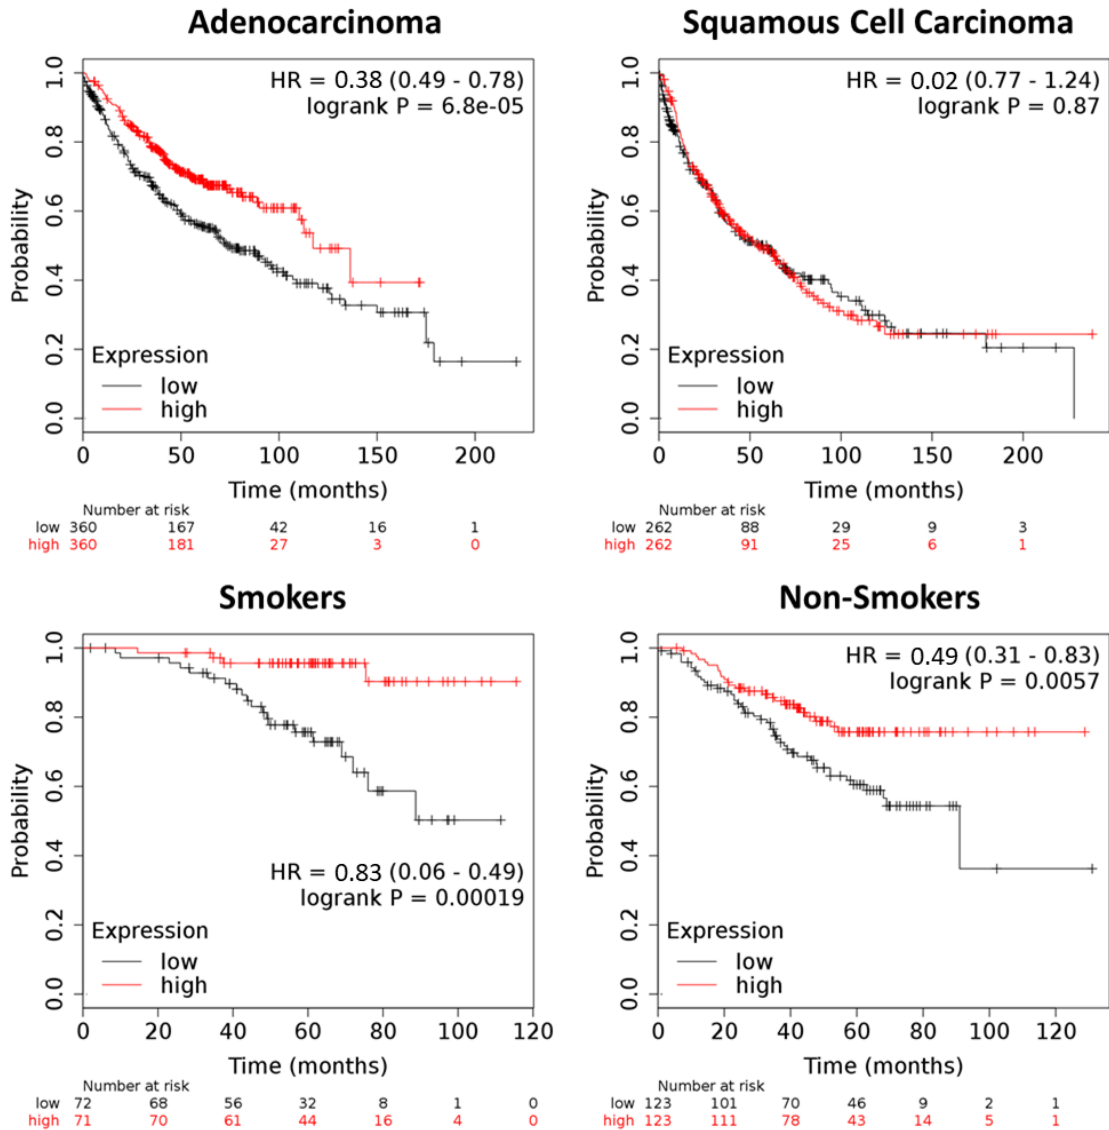 Adenocarcinoma
HR = 0.38 (0.49 - 0.78)
logrank P = 6.8e-05
Probability
0.0 0.2 0.4 0.6 0.8 1.0
Expression
low
high
0 50 100 150 200
Time (months)
Number at risk
low 360 167 42 16 1
high 360 181 27 3 0
Squamous Cell Carcinoma
HR = 0.02 (0.77 - 1.24)
logrank P = 0.87
Probability
0.0 0.2 0.4 0.6 0.8 1.0
Expression
low
high
0 50 100 150 200
Time (months)
Number at risk
low 262 88 29 9 3
high 262 91 25 6 1
Smokers
HR = 0.83 (0.06 - 0.49)
logrank P = 0.00019
Probability
0.0 0.2 0.4 0.6 0.8 1.0
Expression
low
high
0 20 40 60 80 100 120
Time (months)
Number at risk
low 72 68 56 32 8 1 0
high 71 70 61 44 16 4 0
Non-Smokers
HR = 0.49 (0.31 - 0.83)
logrank P = 0.0057
Probability
0.0 0.2 0.4 0.6 0.8 1.0
Expression
low
high
0 20 40 60 80 100 120
Time (months)
Number at risk
low 123 101 70 46 9 2 1
high 123 111 78 43 14 5 1